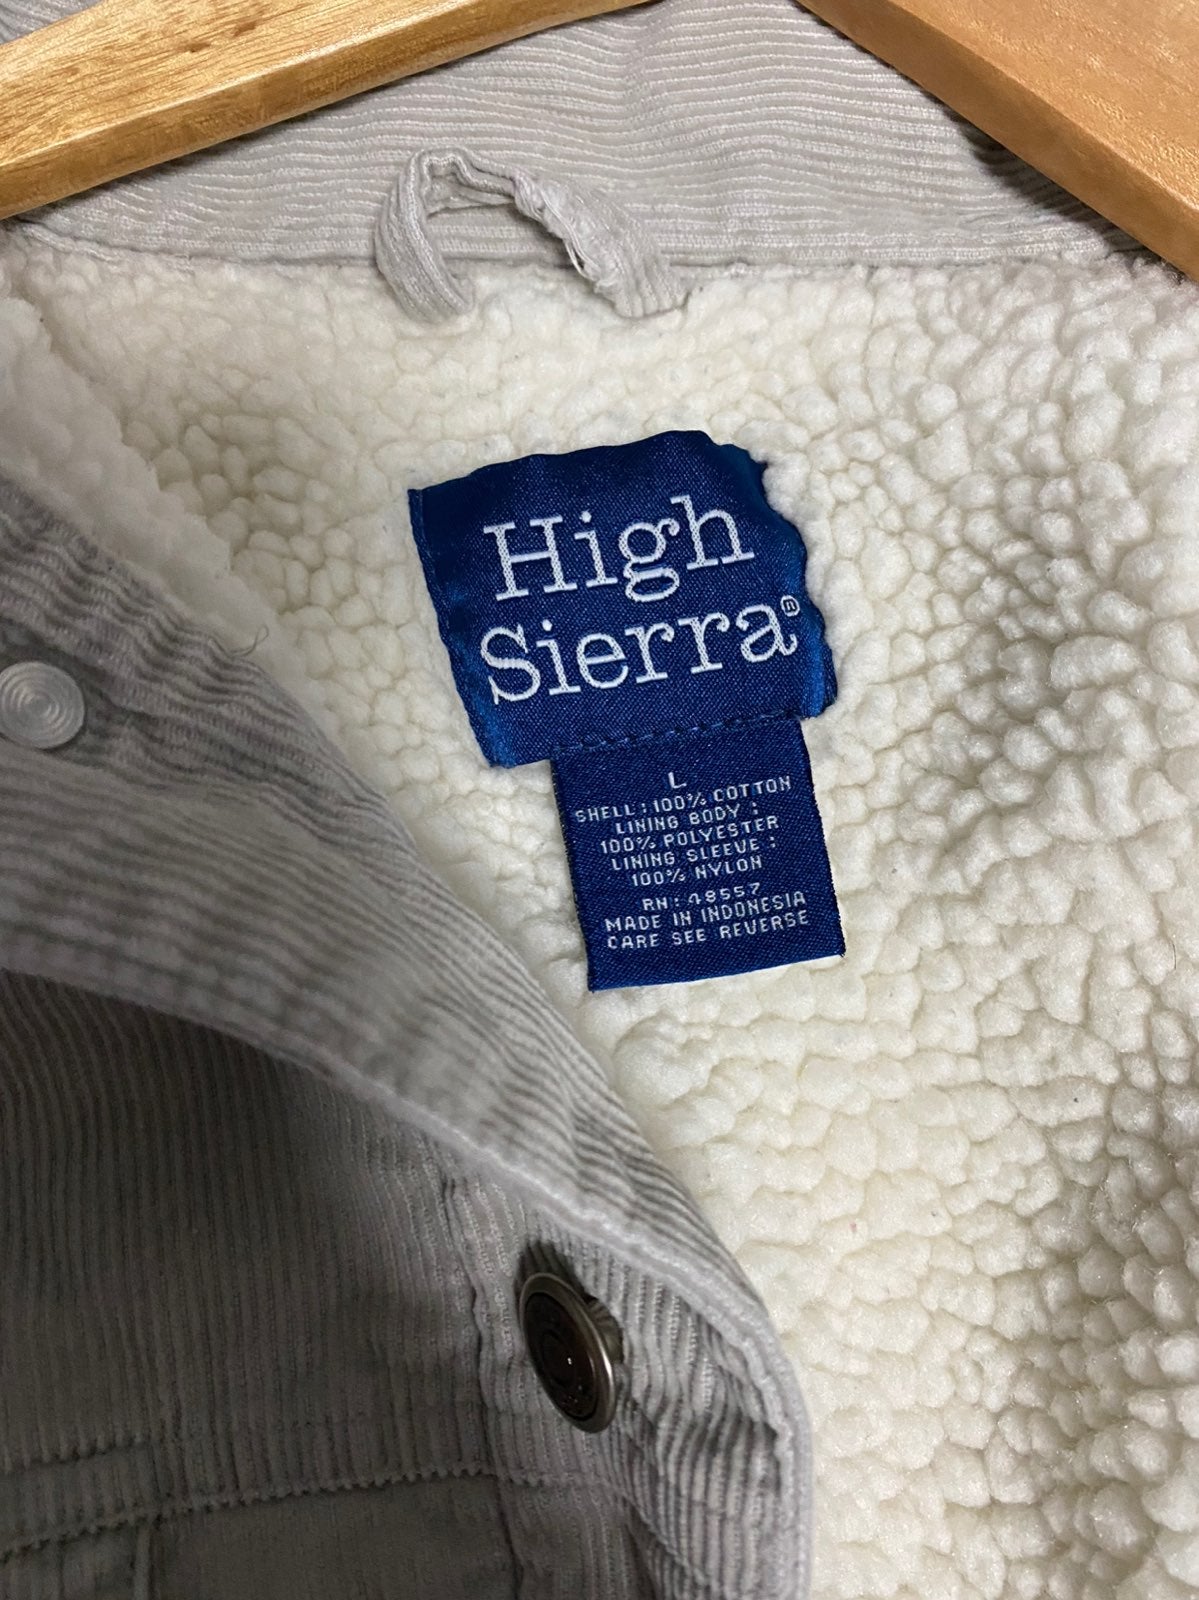 High
Sierra®
L
SHELL : 100% COTTON
LINING BODY :
100% POLYESTER
LINING SLEEVE :
100% NYLON
RN : 48557
MADE IN INDONESIA
CARE SEE REVERSE